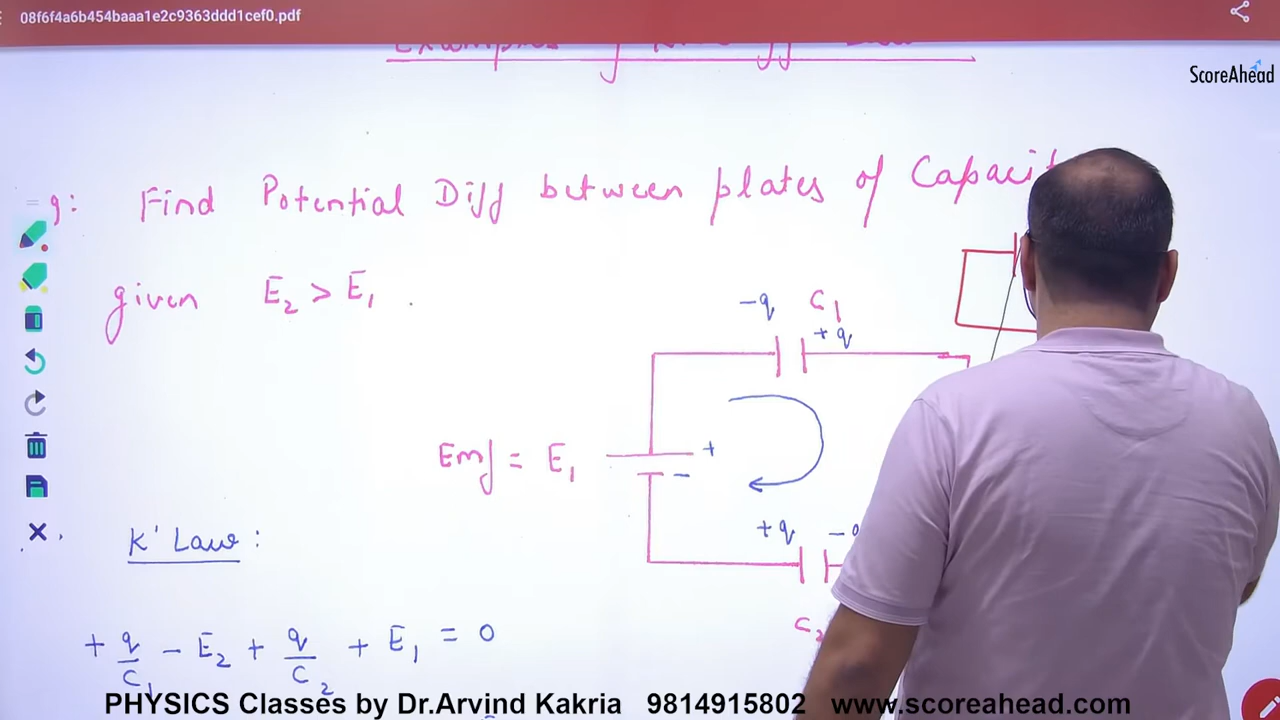 08f6f4a6b454baaa1e2c9363ddd1cef0.pdf
ScoreAhead
g: Find Potential Diff between plates of
given E₂ > E₁ .
-q C₁
+q
Emf = E₁ +
-
+q
K' Law :
C₂
+ q/C₁ - E₂ + q/C₂ + E₁ = 0
PHYSICS Classes by Dr.Arvind Kakria 9814915802 www.scoreahead.com